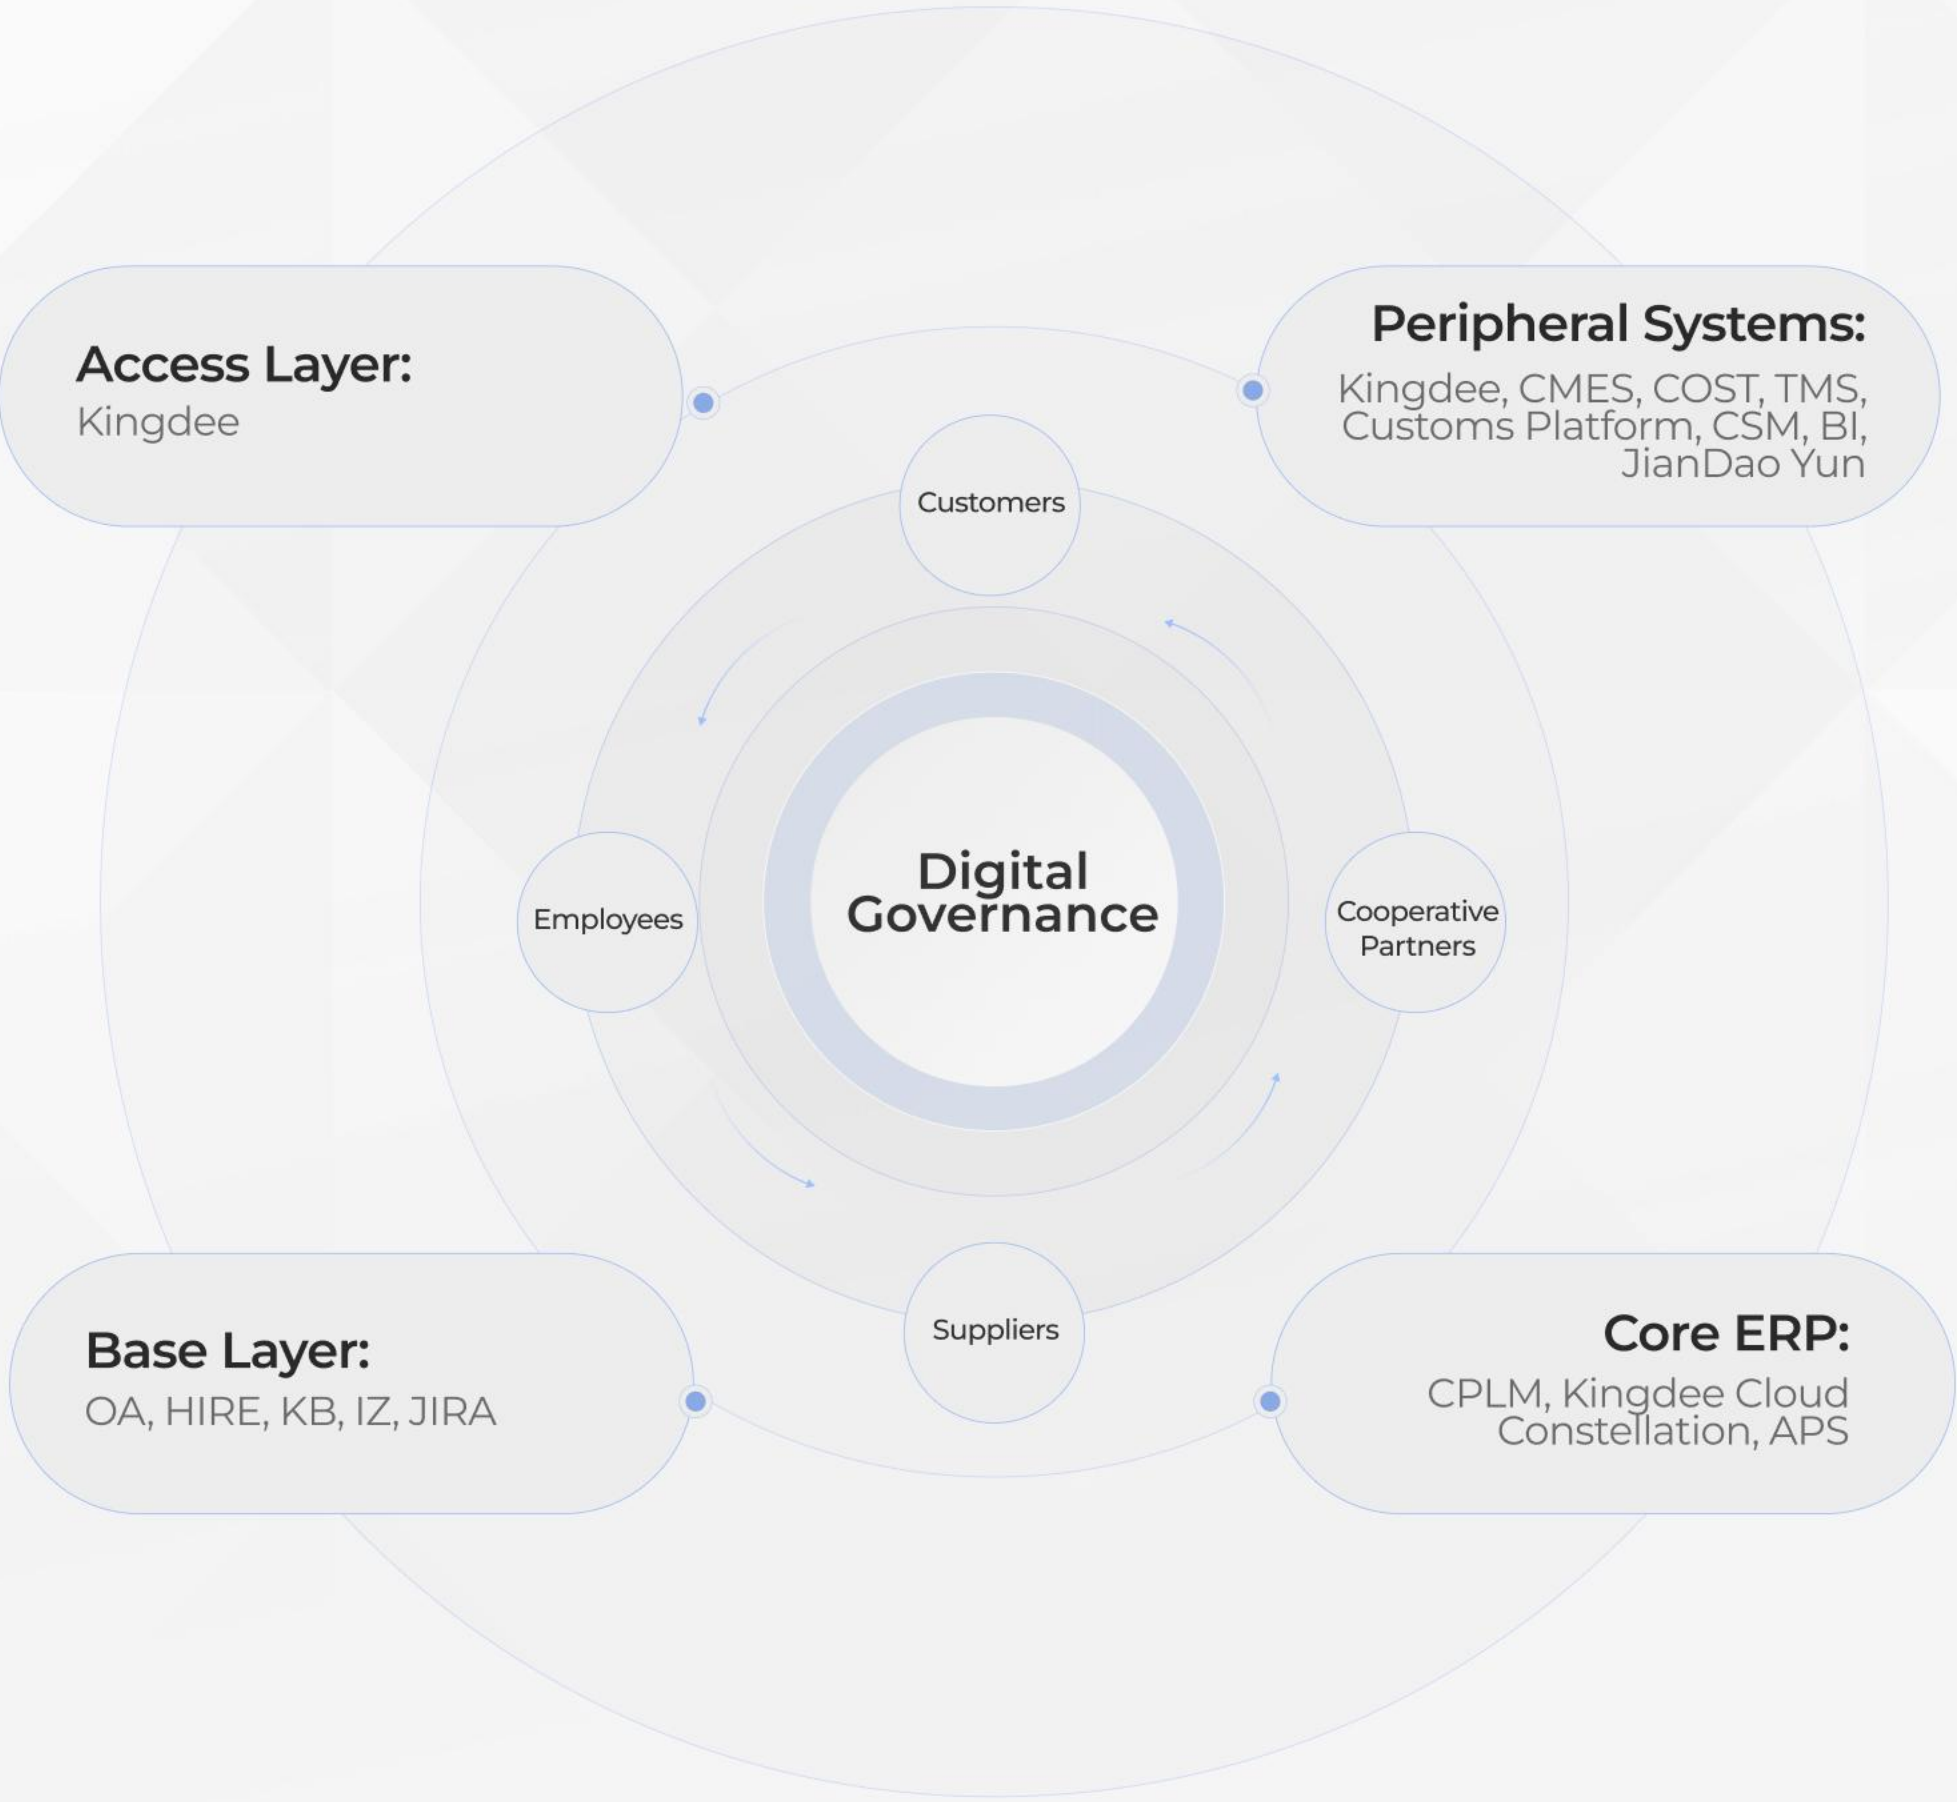 Access Layer:
Kingdee
Peripheral Systems:
Kingdee, CMES, COST, TMS,
Customs Platform, CSM, BI,
JianDao Yun
Customers
Employees
Digital
Governance
Cooperative
Partners
Suppliers
Base Layer:
OA, HIRE, KB, IZ, JIRA
Core ERP:
CPLM, Kingdee Cloud
Constellation, APS